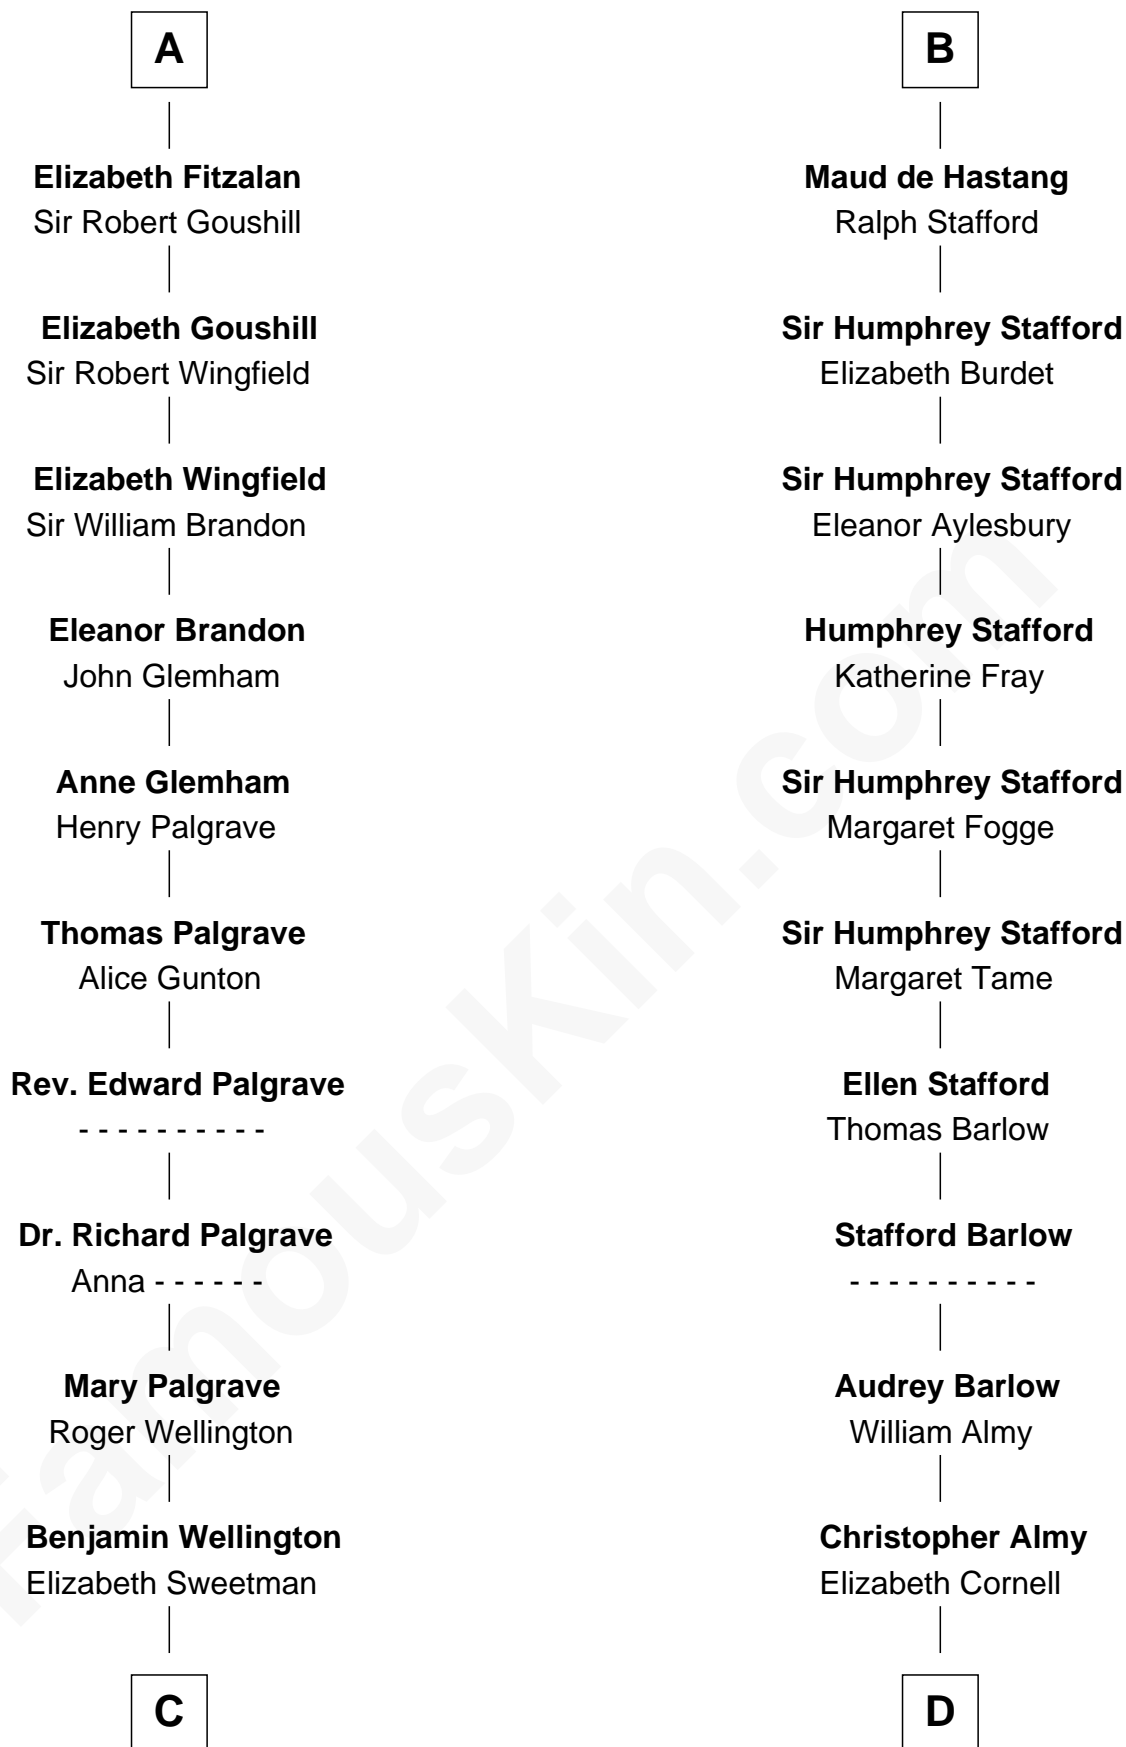 A
Elizabeth Fitzalan
Sir Robert Goushill
Elizabeth Goushill
Sir Robert Wingfield
Elizabeth Wingfield
Sir William Brandon
Eleanor Brandon
John Glemham
Anne Glemham
Henry Palgrave
Thomas Palgrave
Alice Gunton
Rev. Edward Palgrave
- - - - - - - - - -
Dr. Richard Palgrave
Anna - - - - - -
Mary Palgrave
Roger Wellington
Benjamin Wellington
Elizabeth Sweetman
C
B
Maud de Hastang
Ralph Stafford
Sir Humphrey Stafford
Elizabeth Burdet
Sir Humphrey Stafford
Eleanor Aylesbury
Humphrey Stafford
Katherine Fray
Sir Humphrey Stafford
Margaret Fogge
Sir Humphrey Stafford
Margaret Tame
Ellen Stafford
Thomas Barlow
Stafford Barlow
- - - - - - - - - -
Audrey Barlow
William Almy
Christopher Almy
Elizabeth Cornell
D
FamousKin.com